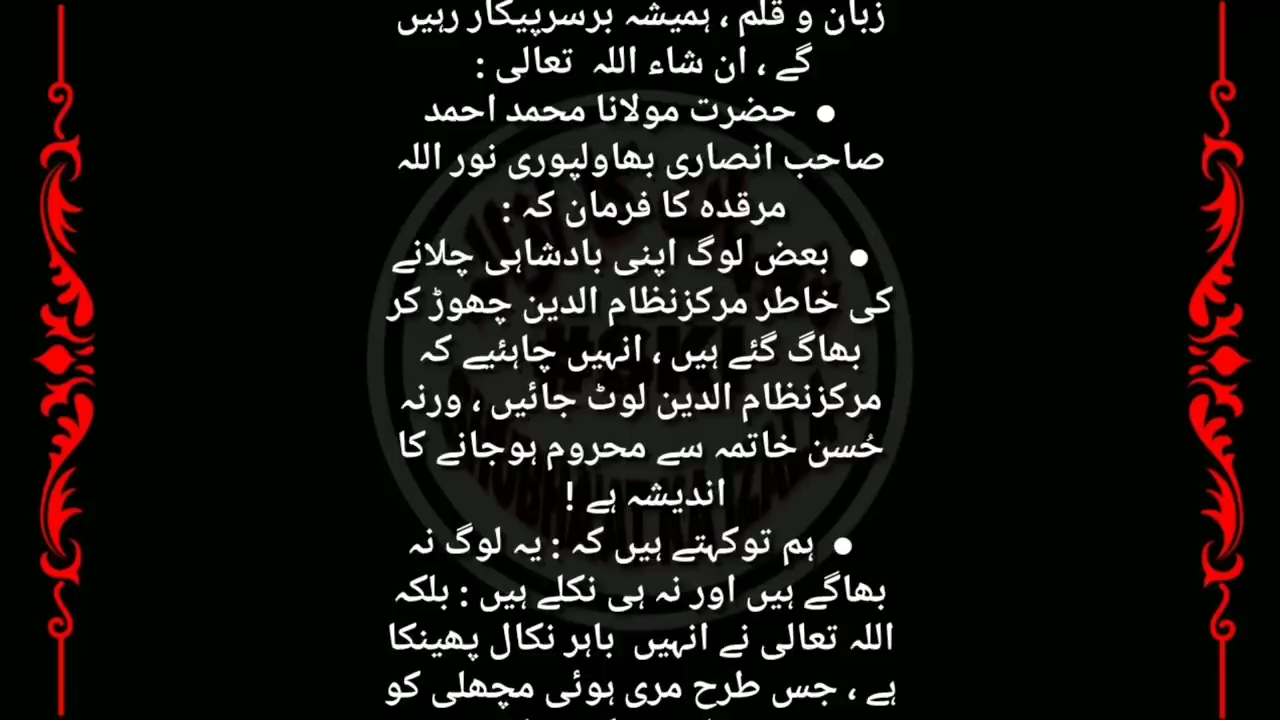 زبان و قلم ، ہمیشہ برسرپیکار رہیں
گے ، ان شاء اللہ تعالی :
● حضرت مولانا محمد احمد
صاحب انصاری بھاولپوری نور اللہ
مرقدہ کا فرمان کہ :
● بعض لوگ اپنی بادشاہی چلانے
کی خاطر مرکزنظام الدین چھوڑ کر
بھاگ گئے ہیں ، انہیں چاہئیے کہ
مرکزنظام الدین لوٹ جائیں ، ورنہ
حُسن خاتمہ سے محروم ہوجانے کا
اندیشہ ہے !
● ہم توکہتے ہیں کہ : یہ لوگ نہ
بھاگے ہیں اور نہ ہی نکلے ہیں : بلکہ
اللہ تعالی نے انہیں باہر نکال پھینکا
ہے ، جس طرح مری ہوئی مچھلی کو